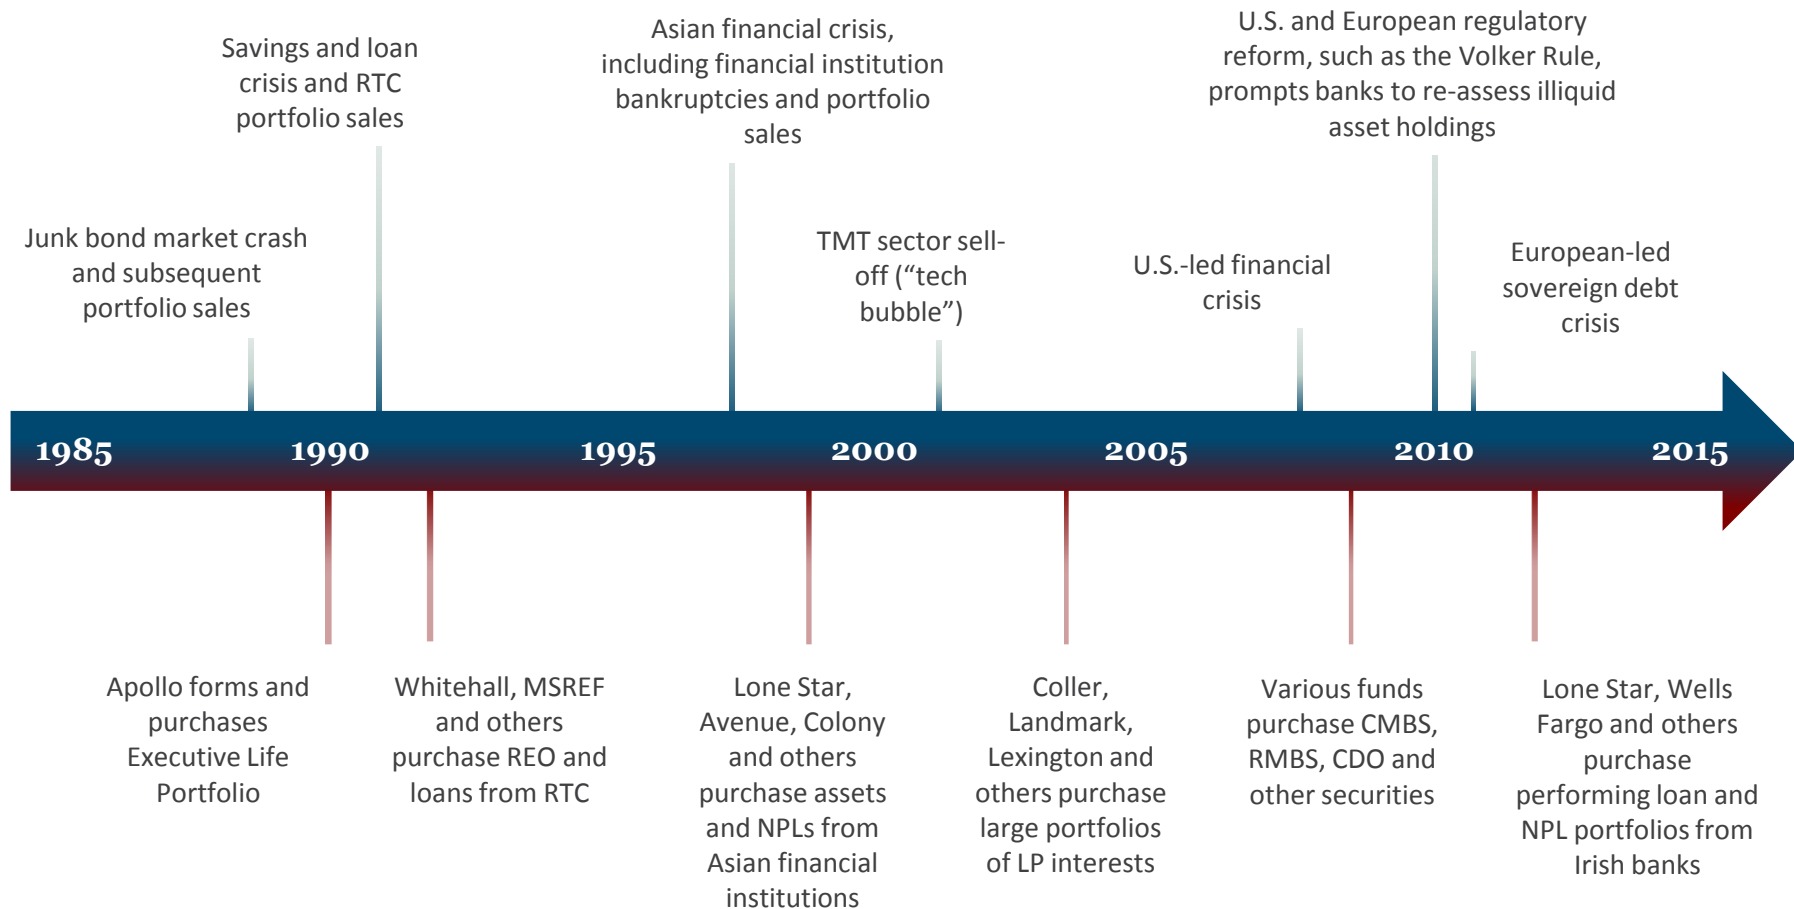 Savings and loan
crisis and RTC
portfolio sales
Asian financial crisis,
including financial institution
bankruptcies and portfolio
sales
U.S. and European regulatory
reform, such as the Volker Rule,
prompts banks to re-assess illiquid
asset holdings
Junk bond market crash
and subsequent
portfolio sales
TMT sector sell-
off (“tech
bubble”)
U.S.-led financial
crisis
European-led
sovereign debt
crisis
1985 1990 1995 2000 2005 2010 2015
Apollo forms and
purchases
Executive Life
Portfolio
Whitehall, MSREF
and others
purchase REO and
loans from RTC
Lone Star,
Avenue, Colony
and others
purchase assets
and NPLs from
Asian financial
institutions
Coller,
Landmark,
Lexington and
others purchase
large portfolios
of LP interests
Various funds
purchase CMBS,
RMBS, CDO and
other securities
Lone Star, Wells
Fargo and others
purchase
performing loan and
NPL portfolios from
Irish banks